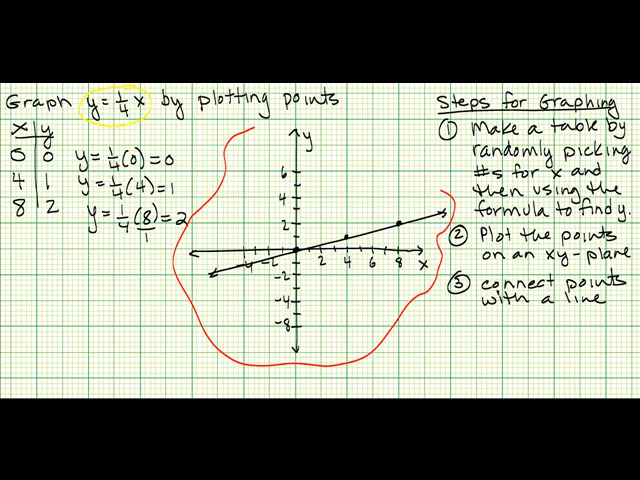 Graph y = 1/4 x by plotting points
x y
0 0 y = 1/4 (0) = 0
4 1 y = 1/4 (4) = 1
8 2 y = 1/4 (8)/1 = 2
y
6
4
2
-4 -2 2 4 6 8 x
-2
-4
-8
Steps for Graphing
① Make a table by
randomly picking
#s for x and
then using the
formula to find y.
② Plot the points
on an xy-plane
③ connect points
with a line